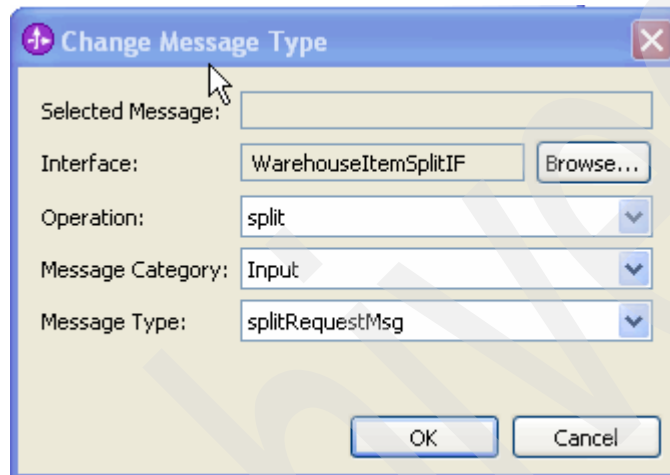 Change Message Type
Selected Message:
Interface: WarehouseItemSplitIF Browse...
Operation: split
Message Category: Input
Message Type: splitRequestMsg
OK Cancel